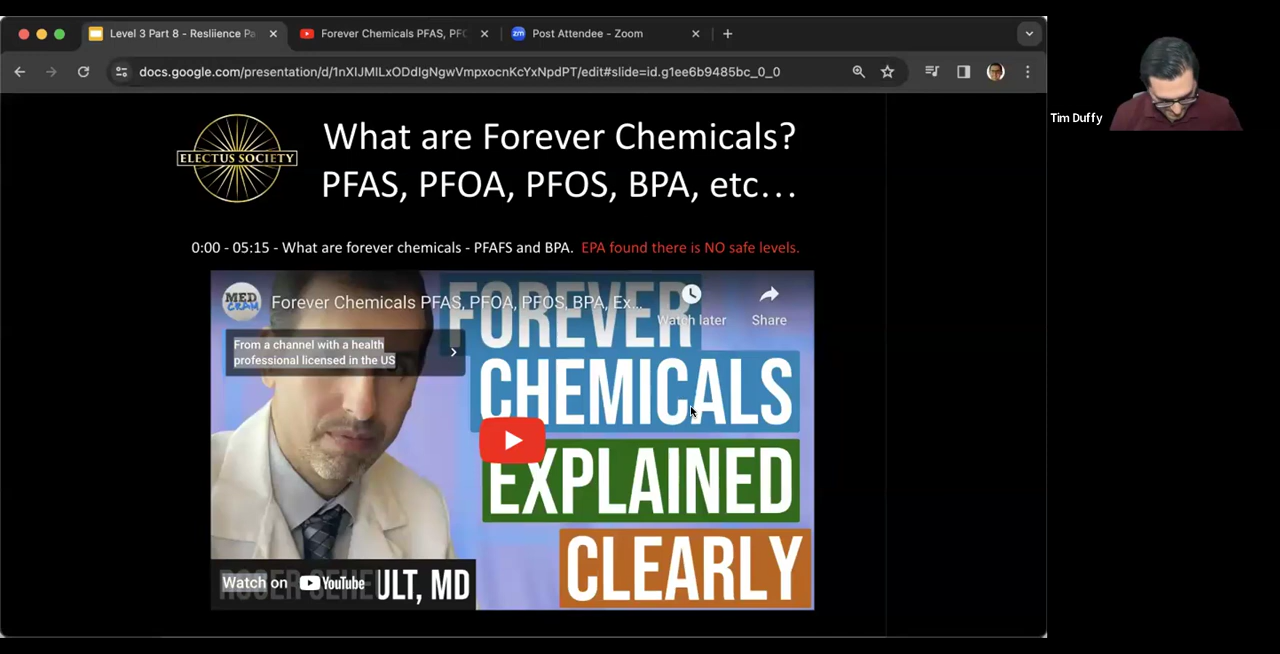 Level 3 Part 8 - Resliience Pa
Forever Chemicals PFAS, PFO
Post Attendee - Zoom
docs.google.com/presentation/d/1nXIJMILxODdIgNgwVmpxocnKcYxNpdPT/edit#slide=id.g1ee6b9485bc_0_0
Tim Duffy
ELECTUS SOCIETY
What are Forever Chemicals?
PFAS, PFOA, PFOS, BPA, etc...
0:00 - 05:15 - What are forever chemicals - PFAFS and BPA. EPA found there is NO safe levels.
MED CRAM
Forever Chemicals PFAS, PFOA, PFOS, BPA, Ex...
Watch later
Share
From a channel with a health
professional licensed in the US
FOREVER
CHEMICALS
EXPLAINED
CLEARLY
Watch on YouTube
ULT, MD